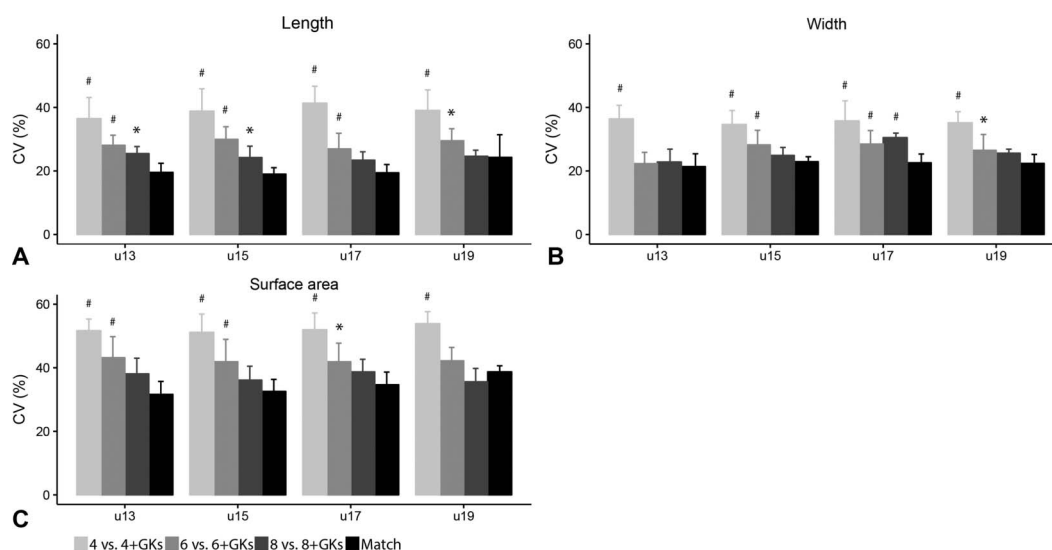 Length
60
40
20
0
CV (%)
# # * # # * # # # *
u13 u15 u17 u19
A
Width
60
40
20
0
CV (%)
# # # # # # *
u13 u15 u17 u19
B
Surface area
60
40
20
0
CV (%)
# # # # # * #
u13 u15 u17 u19
C
4 vs. 4+GKs 6 vs. 6+GKs 8 vs. 8+GKs Match